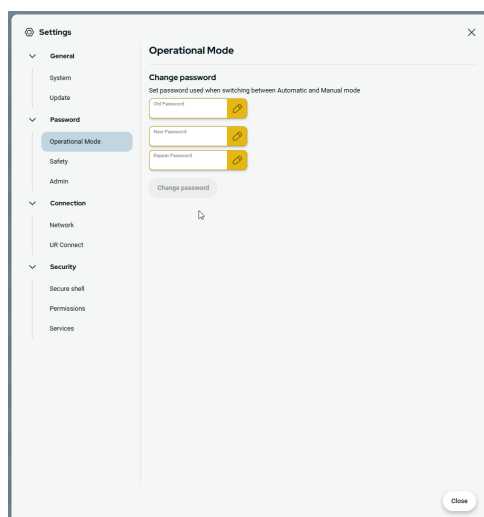 Settings
General
System
Update
Password
Operational Mode
Safety
Admin
Connection
Network
UR Connect
Security
Secure shell
Permissions
Services
Operational Mode
Change password
Set password used when switching between Automatic and Manual mode
Old Password
New Password
Repeat Password
Change password
Close